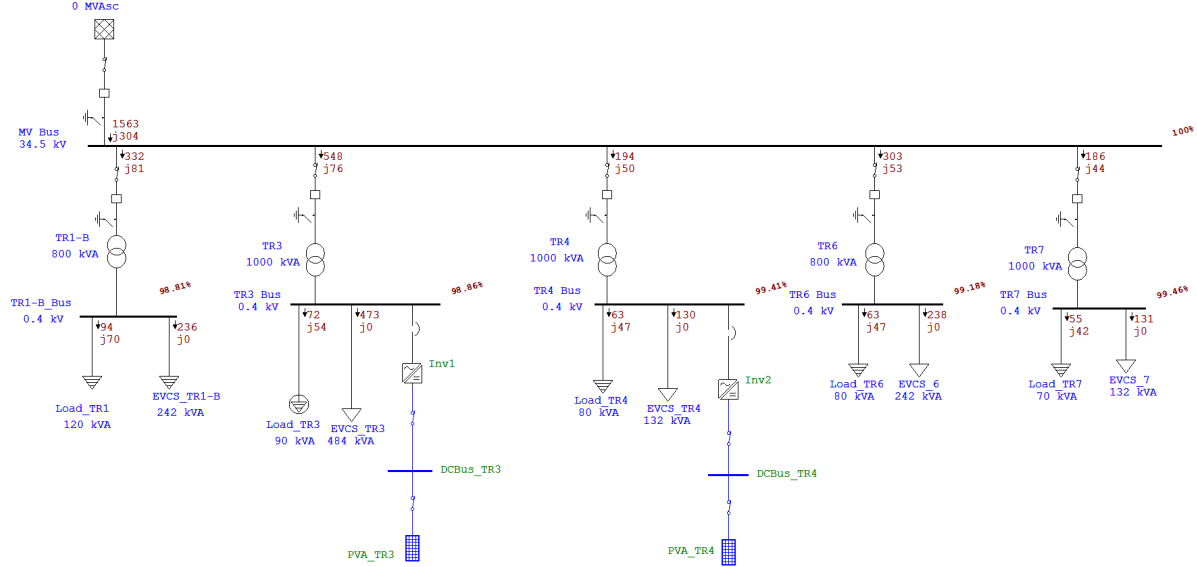 0 MVAsc
MV Bus
34.5 kV
1563
j304
100%
332
j81
548
j76
194
j50
303
j53
186
j44
TR1-B
800 kVA
TR3
1000 kVA
TR4
1000 kVA
TR6
800 kVA
TR7
1000 kVA
TR1-B_Bus
0.4 kV
98.81%
TR3 Bus
0.4 kV
98.86%
TR4 Bus
0.4 kV
99.41%
TR6 Bus
0.4 kV
99.18%
TR7 Bus
0.4 kV
99.46%
94
j70
236
j0
72
j54
473
j0
63
j47
130
j0
63
j47
238
j0
55
j42
131
j0
Inv1
Inv2
Load_TR1
120 kVA
EVCS_TR1-B
242 kVA
Load_TR3
90 kVA
EVCS_TR3
484 kVA
Load_TR4
80 kVA
EVCS_TR4
132 kVA
Load_TR6
80 kVA
EVCS_6
242 kVA
Load_TR7
70 kVA
EVCS_7
132 kVA
DCBus_TR3
DCBus_TR4
PVA_TR3
PVA_TR4